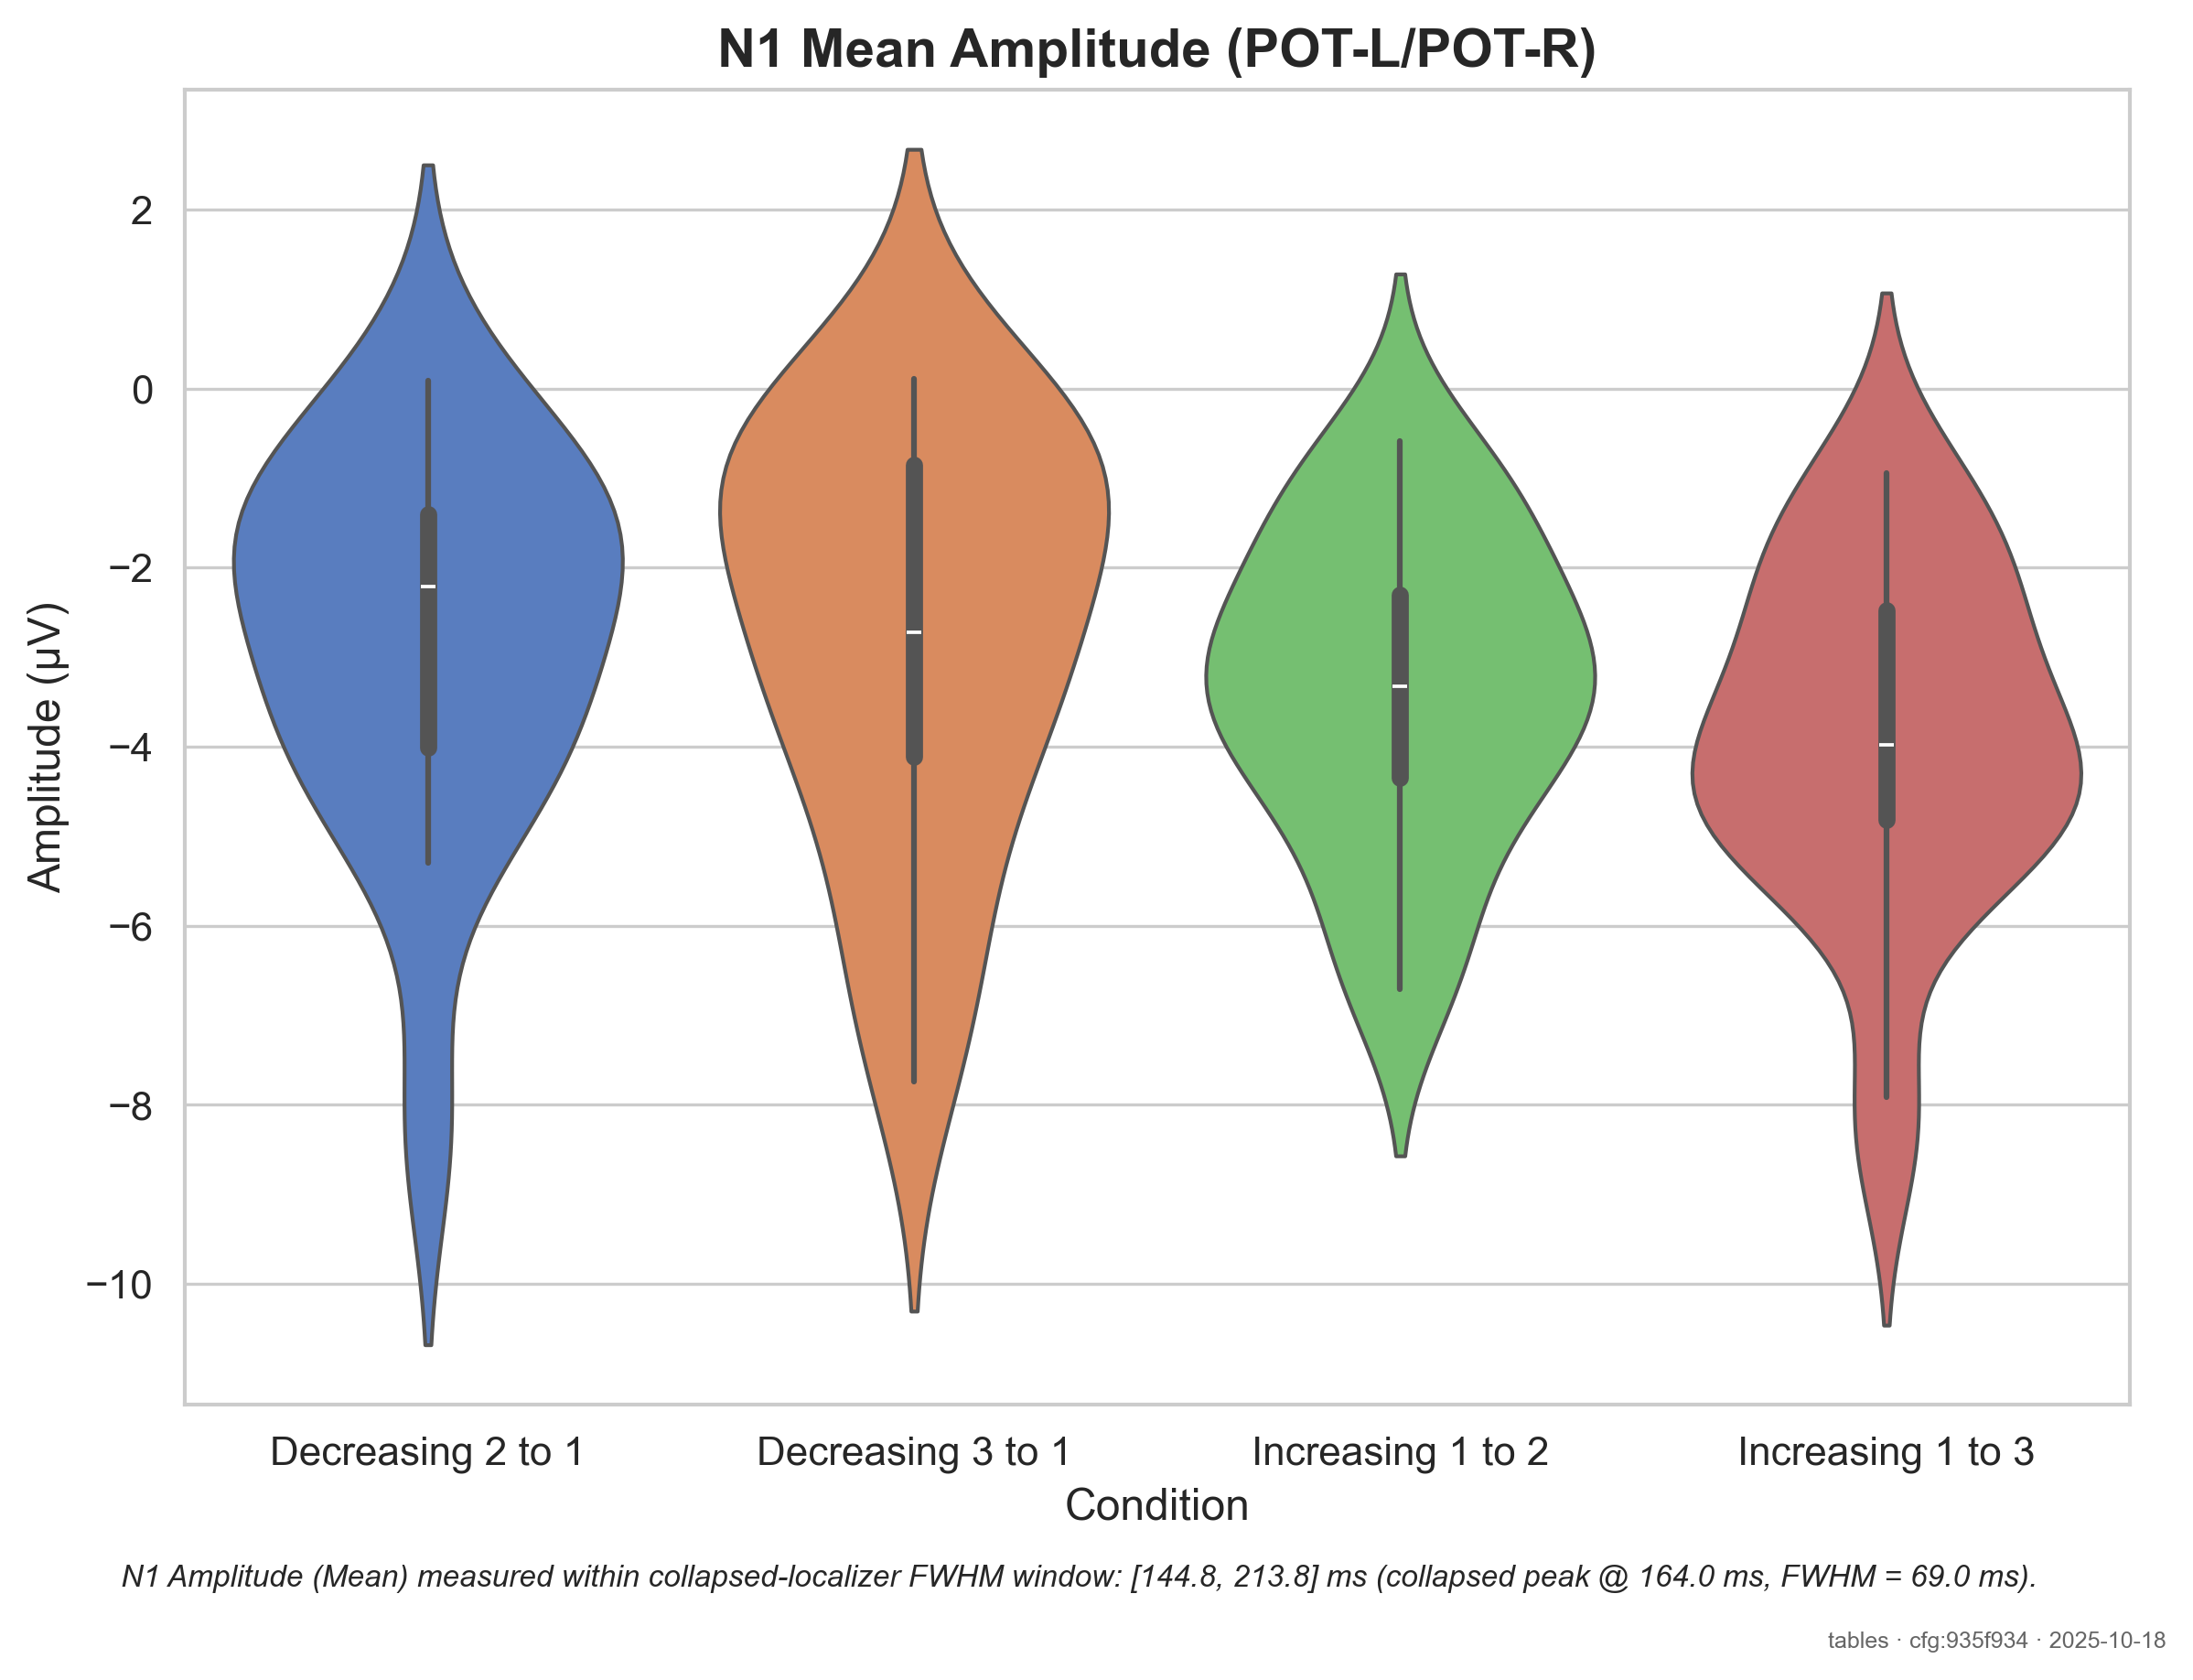 N1 Mean Amplitude (POT-L/POT-R)
Amplitude (µV)
2
0
−2
−4
−6
−8
−10
Decreasing 2 to 1
Decreasing 3 to 1
Increasing 1 to 2
Increasing 1 to 3
Condition
N1 Amplitude (Mean) measured within collapsed-localizer FWHM window: [144.8, 213.8] ms (collapsed peak @ 164.0 ms, FWHM = 69.0 ms).
tables · cfg:935f934 · 2025-10-18